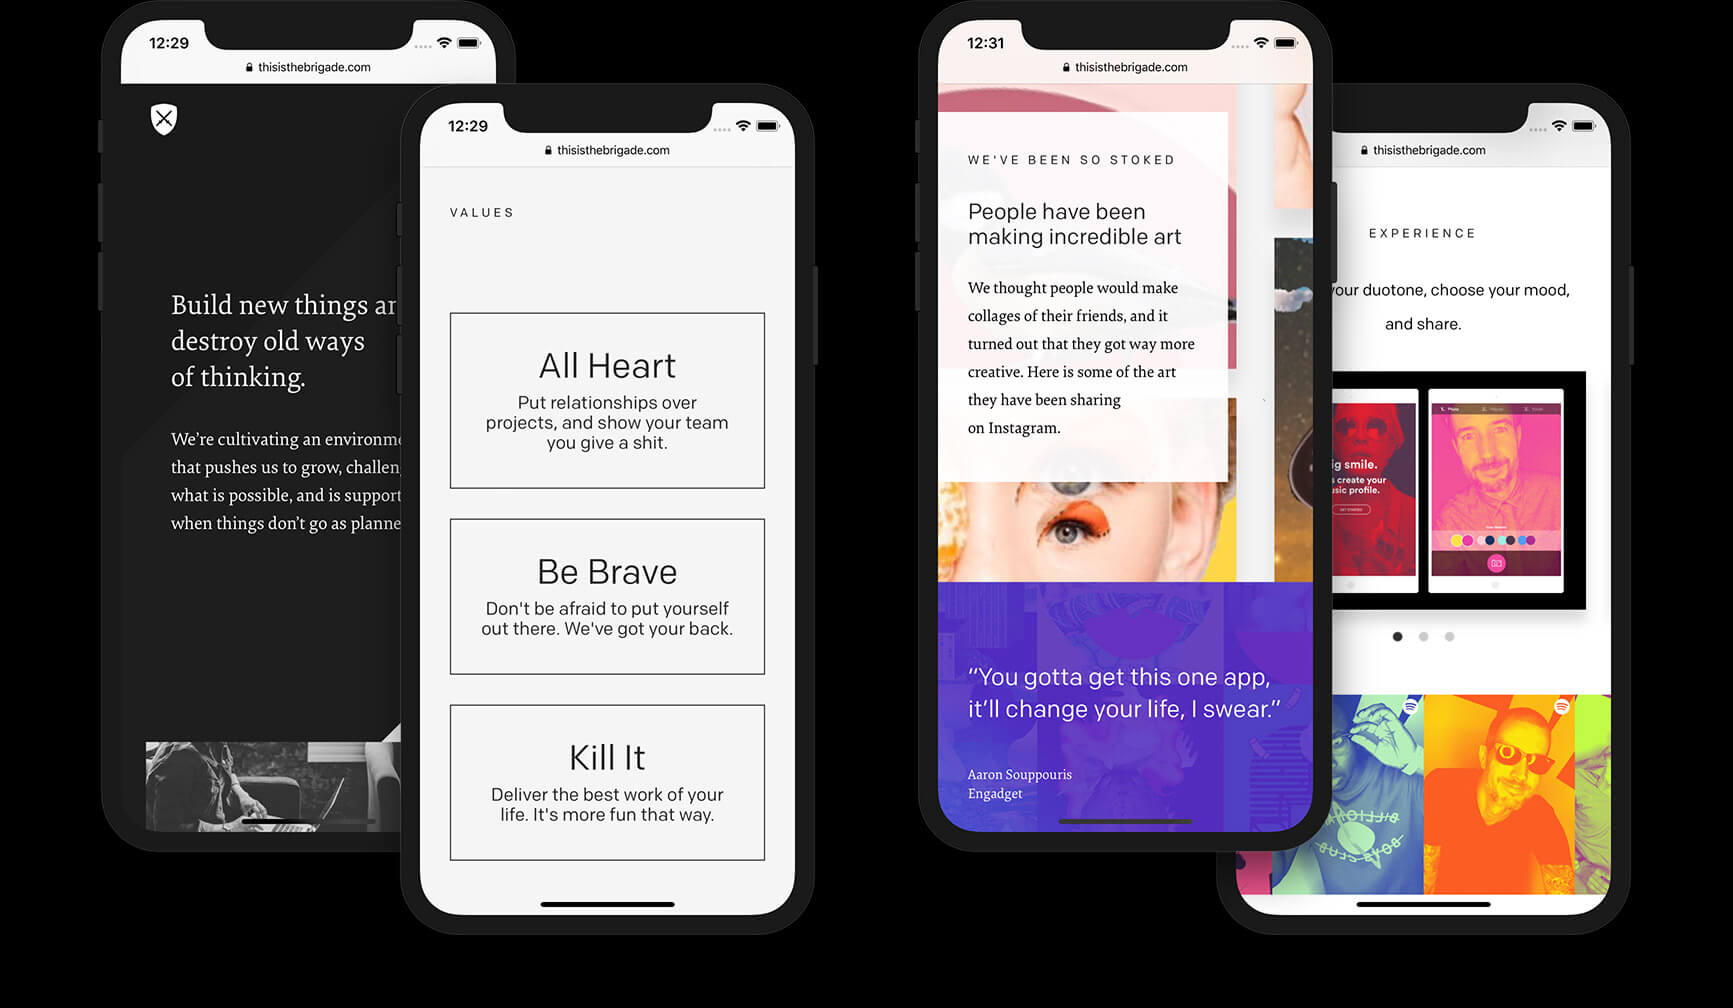 12:29
thisisthebrigade.com
Build new things
destroy old ways
of thinking.
We’re cultivating an
that pushes us to grow,
what is possible, and is
when things don’t go as
12:29
thisisthebrigade.com
VALUES
All Heart
Put relationships over
projects, and show your team
you give a shit.
Be Brave
Don't be afraid to put yourself
out there. We've got your back.
Kill It
Deliver the best work of your
life. It's more fun that way.
12:31
thisisthebrigade.com
WE'VE BEEN SO STOKED
People have been
making incredible art
We thought people would make
collages of their friends, and it
turned out that they got way more
creative. Here is some of the art
they have been sharing
on Instagram.
“You gotta get this one app,
it’ll change your life, I swear.”
Aaron Souppouris
Engadget
thisisthebrigade.com
EXPERIENCE
your duotone, choose your mood,
and share.
smile.
create your
profile.
GET STARTED
BILLIONAIRE
BOYS CLUB